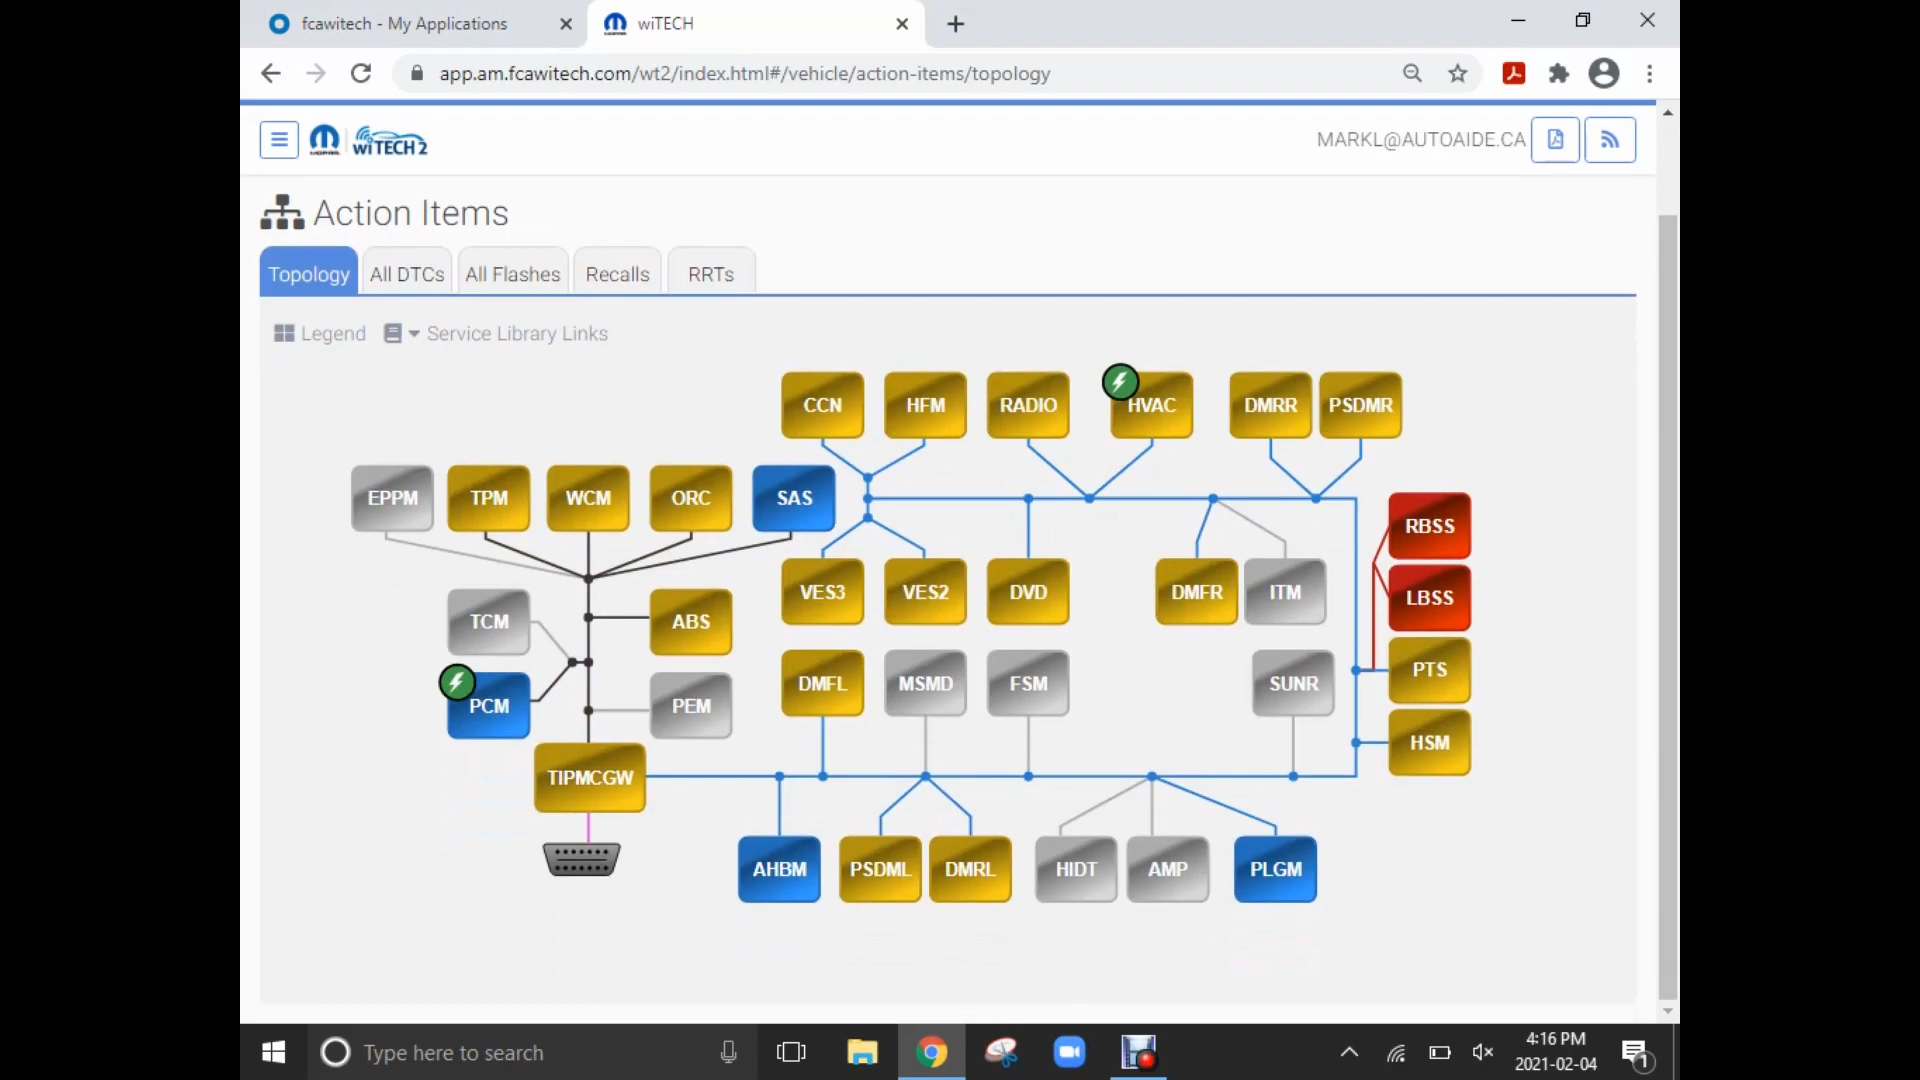 fcawitech - My Applications
wiTECH
app.am.fcawitech.com/wt2/index.html#/vehicle/action-items/topology
wiTECH 2
MARKL@AUTOAIDE.CA
Action Items
Topology
All DTCs
All Flashes
Recalls
RRTs
Legend
Service Library Links
CCN
HFM
RADIO
HVAC
DMRR
PSDMR
EPPM
TPM
WCM
ORC
SAS
RBSS
VES3
VES2
DVD
DMFR
ITM
LBSS
TCM
ABS
PTS
DMFL
MSMD
FSM
SUNR
PCM
PEM
HSM
TIPMCGW
AHBM
PSDML
DMRL
HIDT
AMP
PLGM
Type here to search
4:16 PM
2021-02-04
1